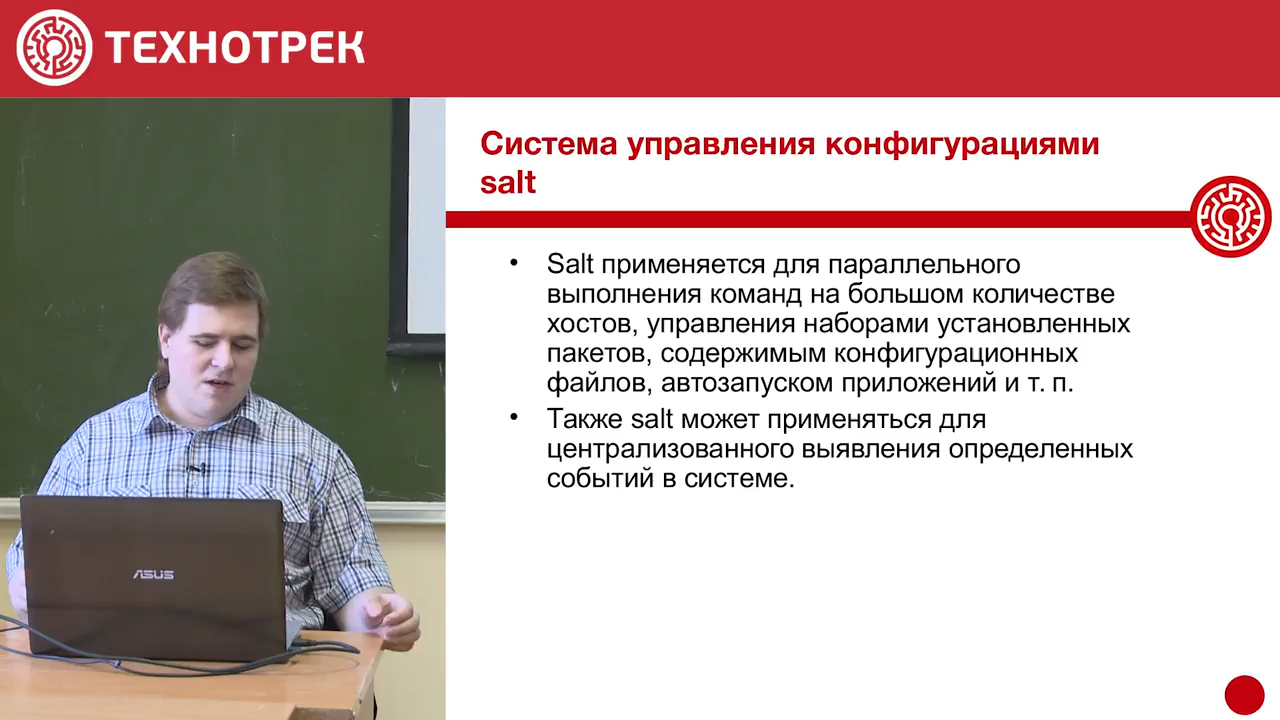 ТЕХНОТРЕК
Система управления конфигурациями
salt
• Salt применяется для параллельного
выполнения команд на большом количестве
хостов, управления наборами установленных
пакетов, содержимым конфигурационных
файлов, автозапуском приложений и т. п.
• Также salt может применяться для
централизованного выявления определенных
событий в системе.
ASUS